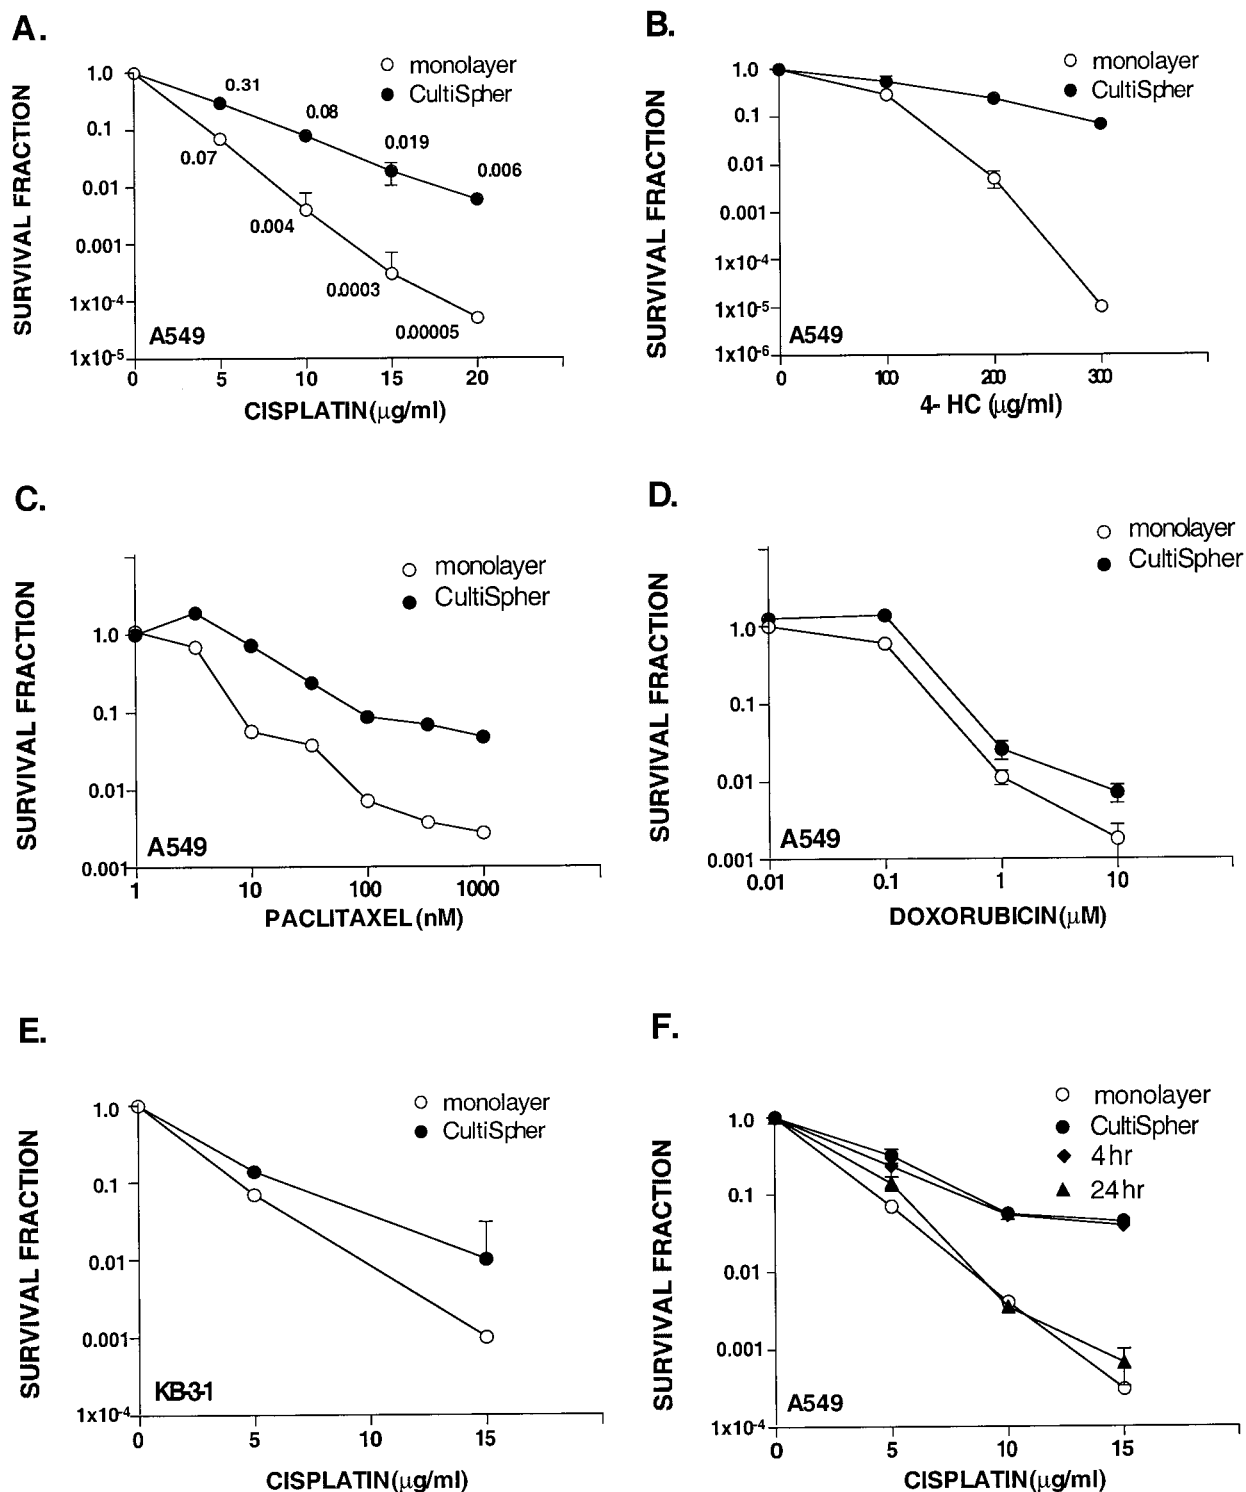 A.
monolayer
CultiSpher
SURVIVAL FRACTION
1.0
0.1
0.01
0.001
1x10-4
1x10-5
0.31
0.08
0.019
0.006
0.07
0.004
0.0003
0.00005
A549
0 5 10 15 20
CISPLATIN(μg/ml)
B.
monolayer
CultiSpher
SURVIVAL FRACTION
1.0
0.1
0.01
0.001
1x10-4
1x10-5
1x10-6
A549
0 100 200 300
4- HC (μg/ml)
C.
monolayer
CultiSpher
SURVIVAL FRACTION
1.0
0.1
0.01
0.001
A549
1 10 100 1000
PACLITAXEL(nM)
D.
monolayer
CultiSpher
SURVIVAL FRACTION
1.0
0.1
0.01
0.001
A549
0.01 0.1 1 10
DOXORUBICIN(μM)
E.
monolayer
CultiSpher
SURVIVAL FRACTION
1.0
0.1
0.01
0.001
1x10-4
KB-3-1
0 5 10 15
CISPLATIN(μg/ml)
F.
monolayer
CultiSpher
4hr
24hr
SURVIVAL FRACTION
1.0
0.1
0.01
0.001
1x10-4
A549
0 5 10 15
CISPLATIN(μg/ml)